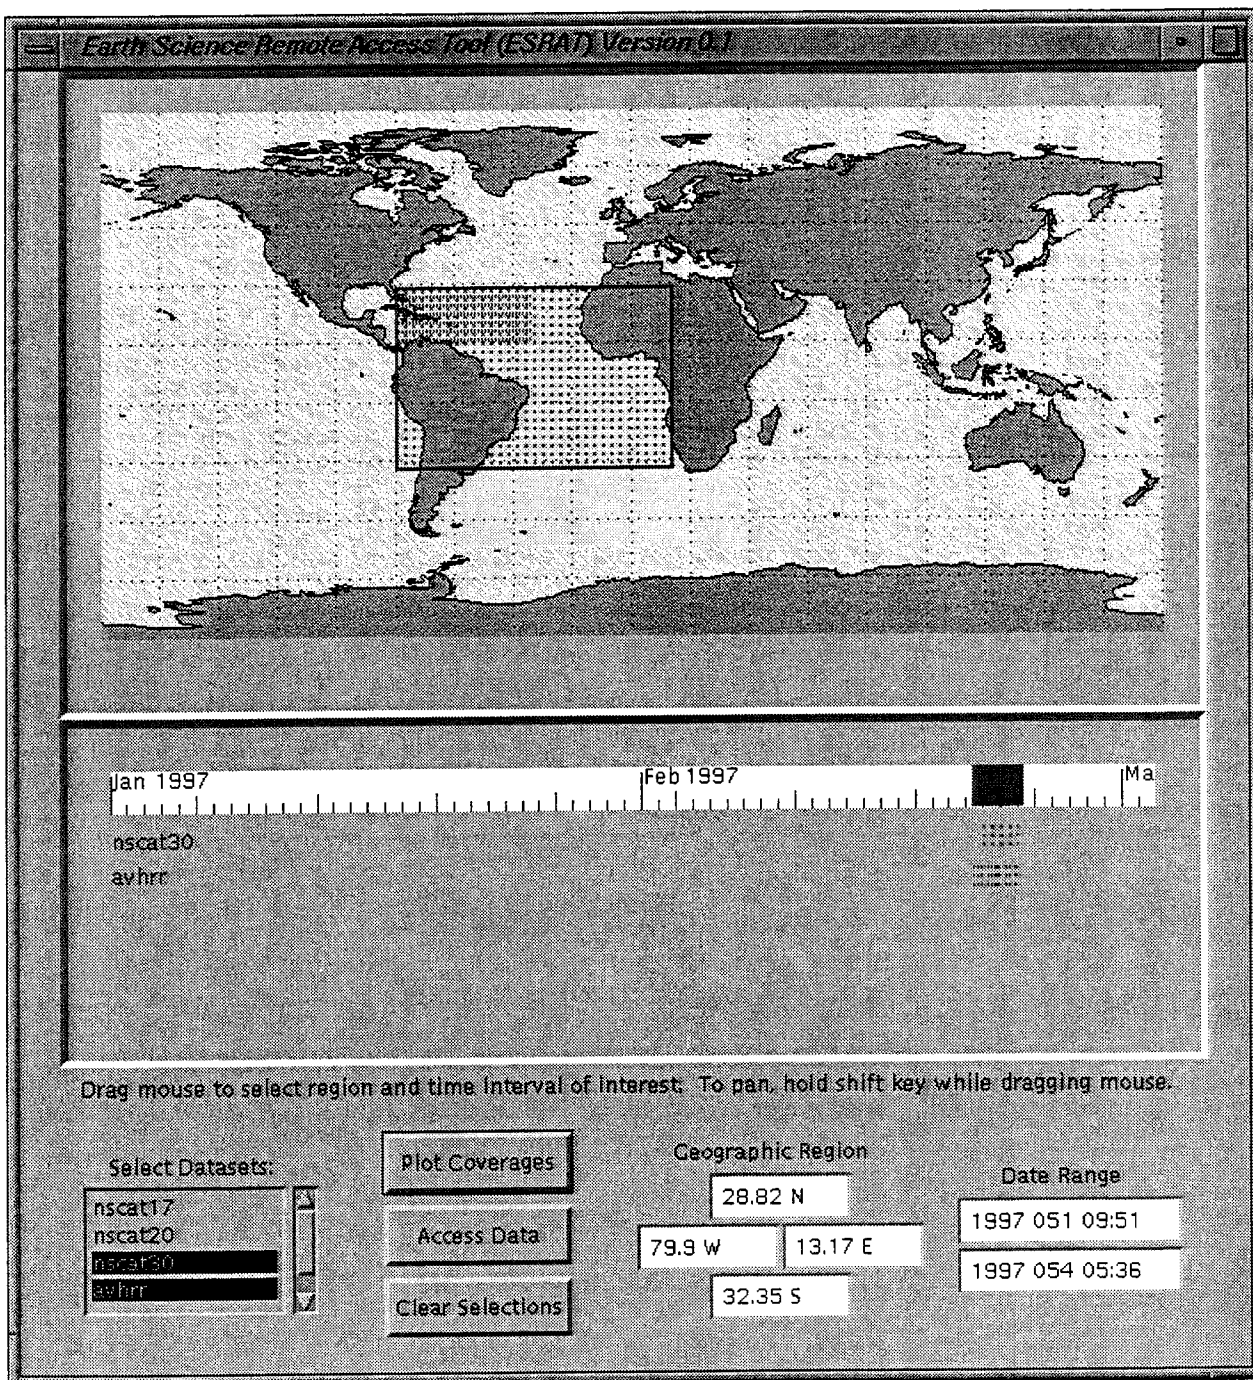 Earth Science Remote Access Tool (ESRAT) Version 0.1
Jan 1997
Feb 1997
Ma
nscat30
avhrr
Drag mouse to select region and time interval of interest; To pan, hold shift key while dragging mouse.
Select Datasets:
nscat17
nscat20
nscat30
avhrr
Plot Coverages
Access Data
Clear Selections
Geographic Region
28.82 N
79.9 W
13.17 E
32.35 S
Date Range
1997 051 09:51
1997 054 05:36